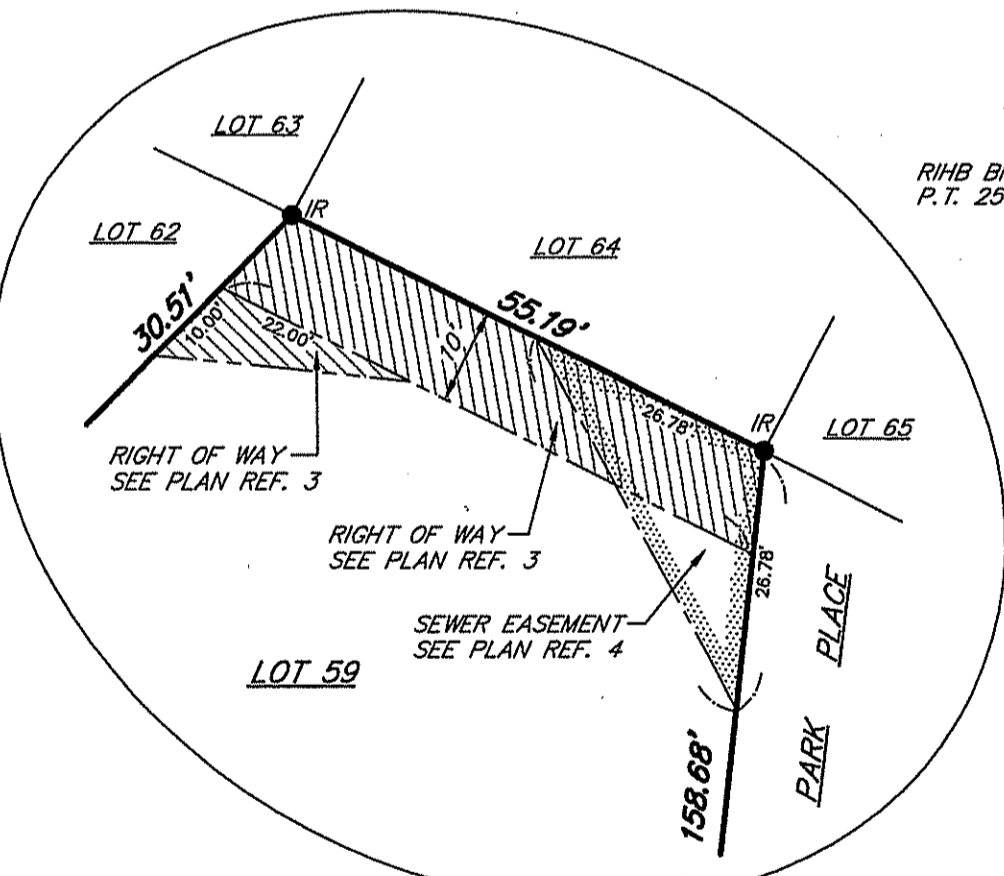 LOT 63
RIHB
P.T. 25
IR
LOT 62
LOT 64
30.51'
55.19'
10.00'
22.00'
10'
26.78'
IR
LOT 65
RIGHT OF WAY
SEE PLAN REF. 3
RIGHT OF WAY
SEE PLAN REF. 3
26.78'
SEWER EASEMENT
SEE PLAN REF. 4
LOT 59
PARK PLACE
158.68'